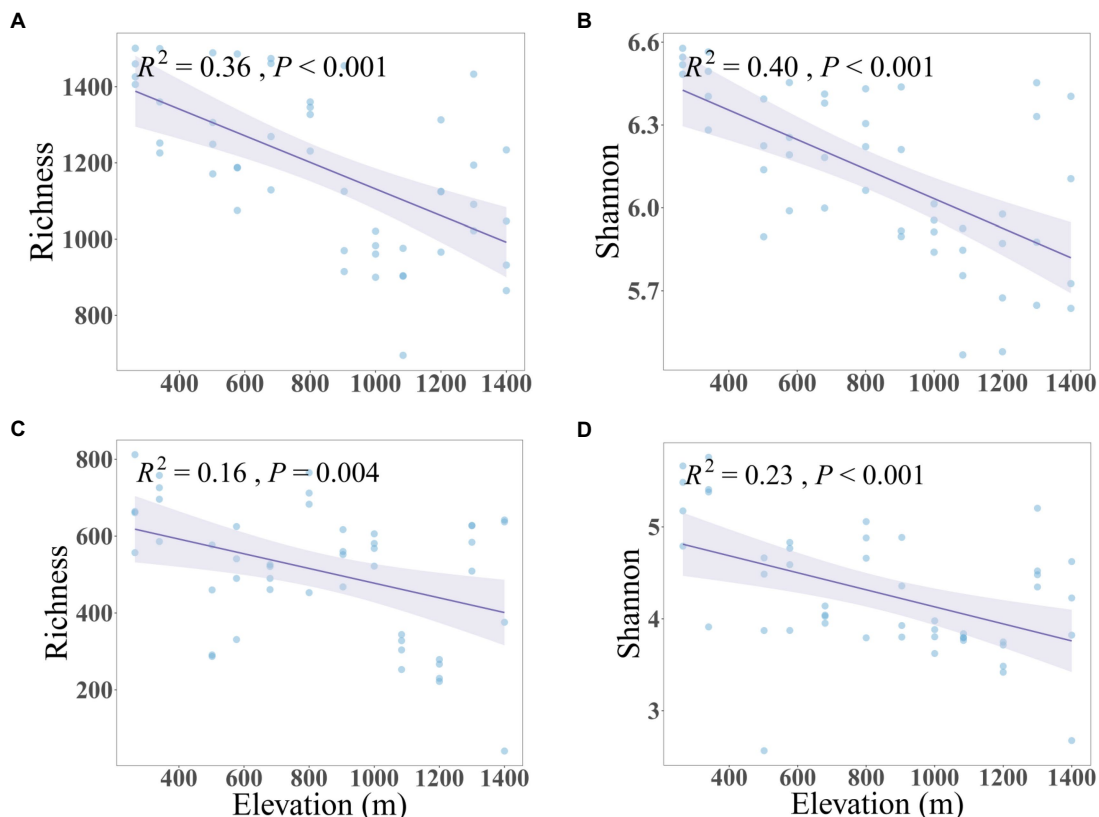 A
B
R² = 0.36 , P < 0.001
R² = 0.40 , P < 0.001
Richness
Shannon
1400
1200
1000
800
6.6
6.3
6.0
5.7
400 600 800 1000 1200 1400
400 600 800 1000 1200 1400
C
D
R² = 0.16 , P = 0.004
R² = 0.23 , P < 0.001
Richness
Shannon
800
600
400
200
5
4
3
400 600 800 1000 1200 1400
400 600 800 1000 1200 1400
Elevation (m)
Elevation (m)